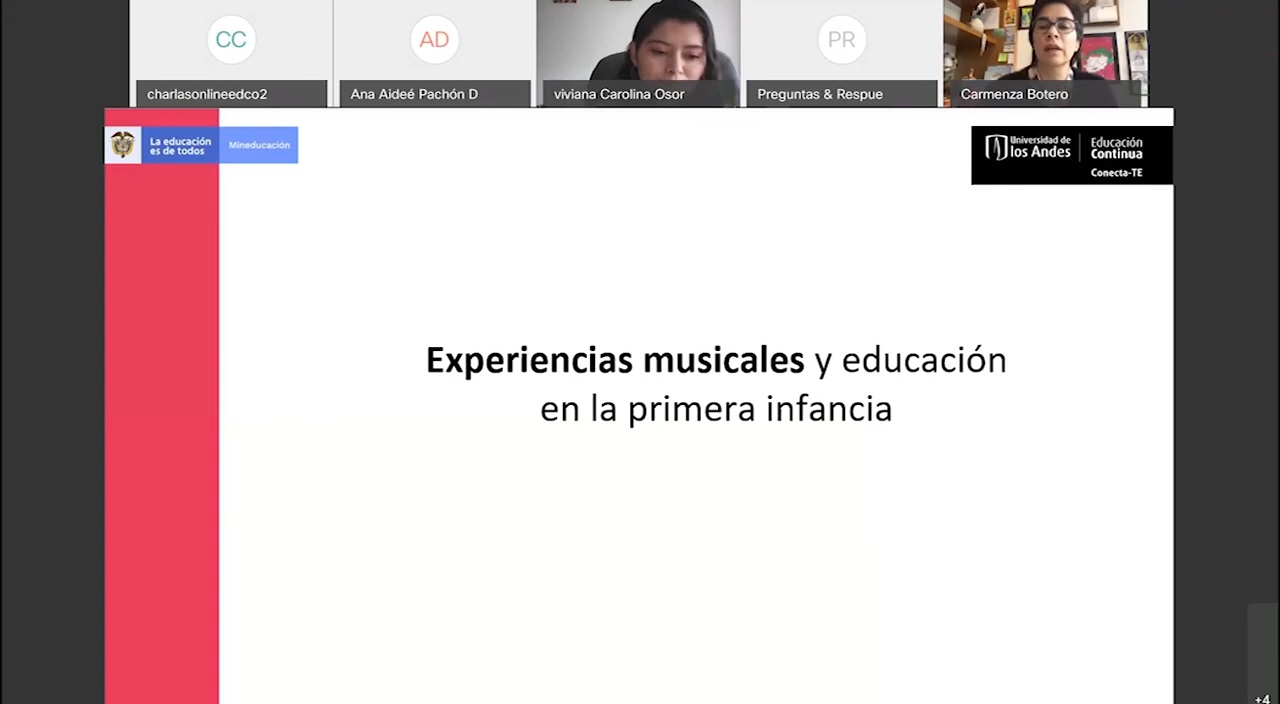 CC
AD
PR
charlasonlineedco2
Ana Aideé Pachón D
viviana Carolina Osor
Preguntas & Respue
Carmenza Botero
La educación
es de todos
Mineducación
Universidad de
los Andes
Educación
Continua
Conecta-TE
Experiencias musicales y educación
en la primera infancia
+4